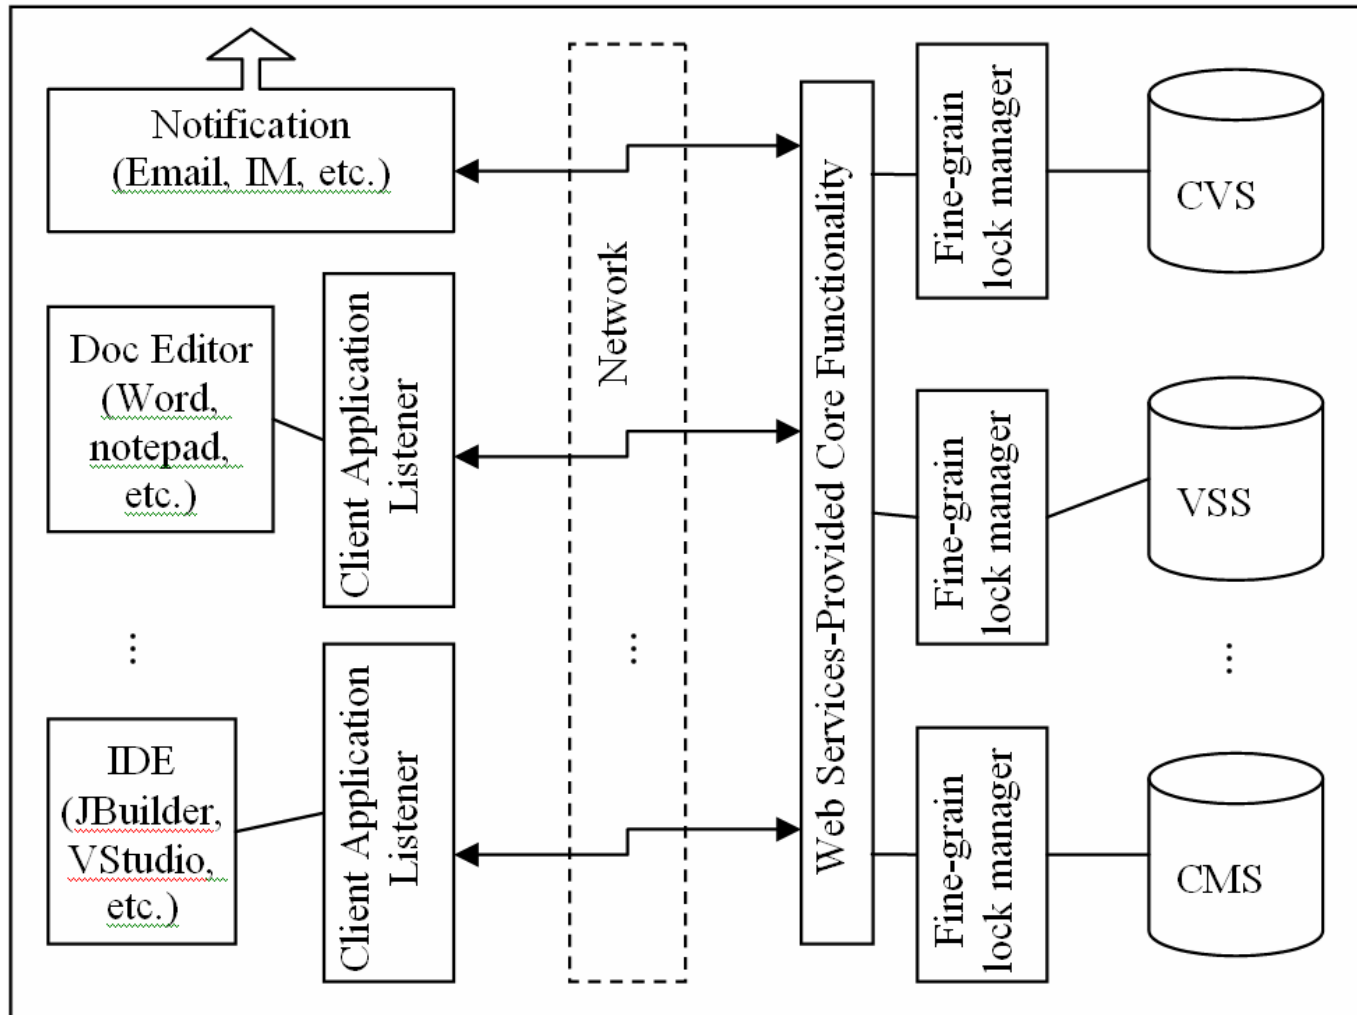 Notification
(Email, IM, etc.)
Doc Editor
(Word,
notepad,
etc.)
Client Application
Listener
⋮
IDE
(JBuilder,
VStudio,
etc.)
Client Application
Listener
Network
⋮
Web Services-Provided Core Functionality
Fine-grain
lock manager
CVS
Fine-grain
lock manager
VSS
⋮
Fine-grain
lock manager
CMS